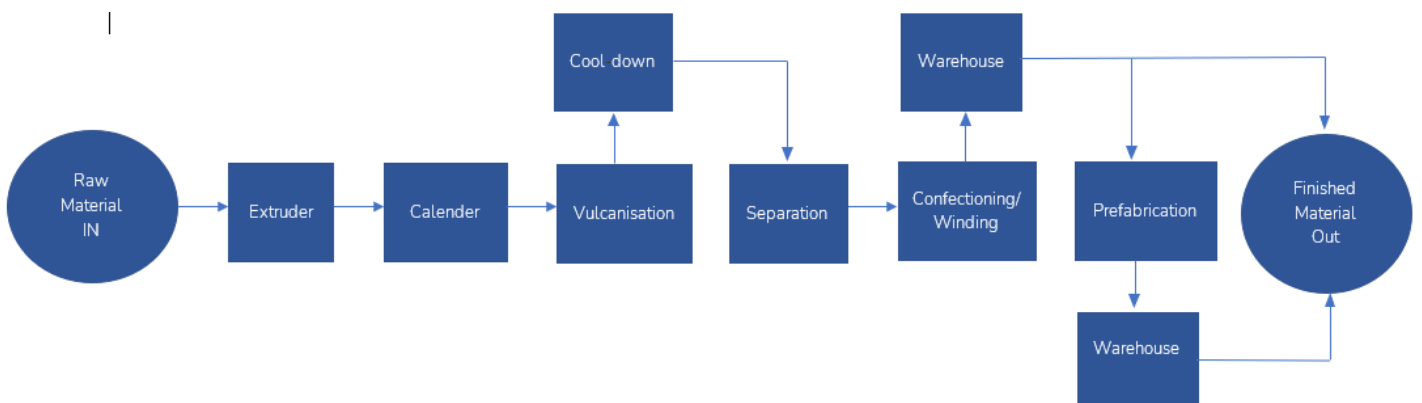 Raw
Material
IN
Extruder
Calender
Vulcanisation
Cool down
Separation
Confectioning/
Winding
Warehouse
Prefabrication
Warehouse
Finished
Material
Out